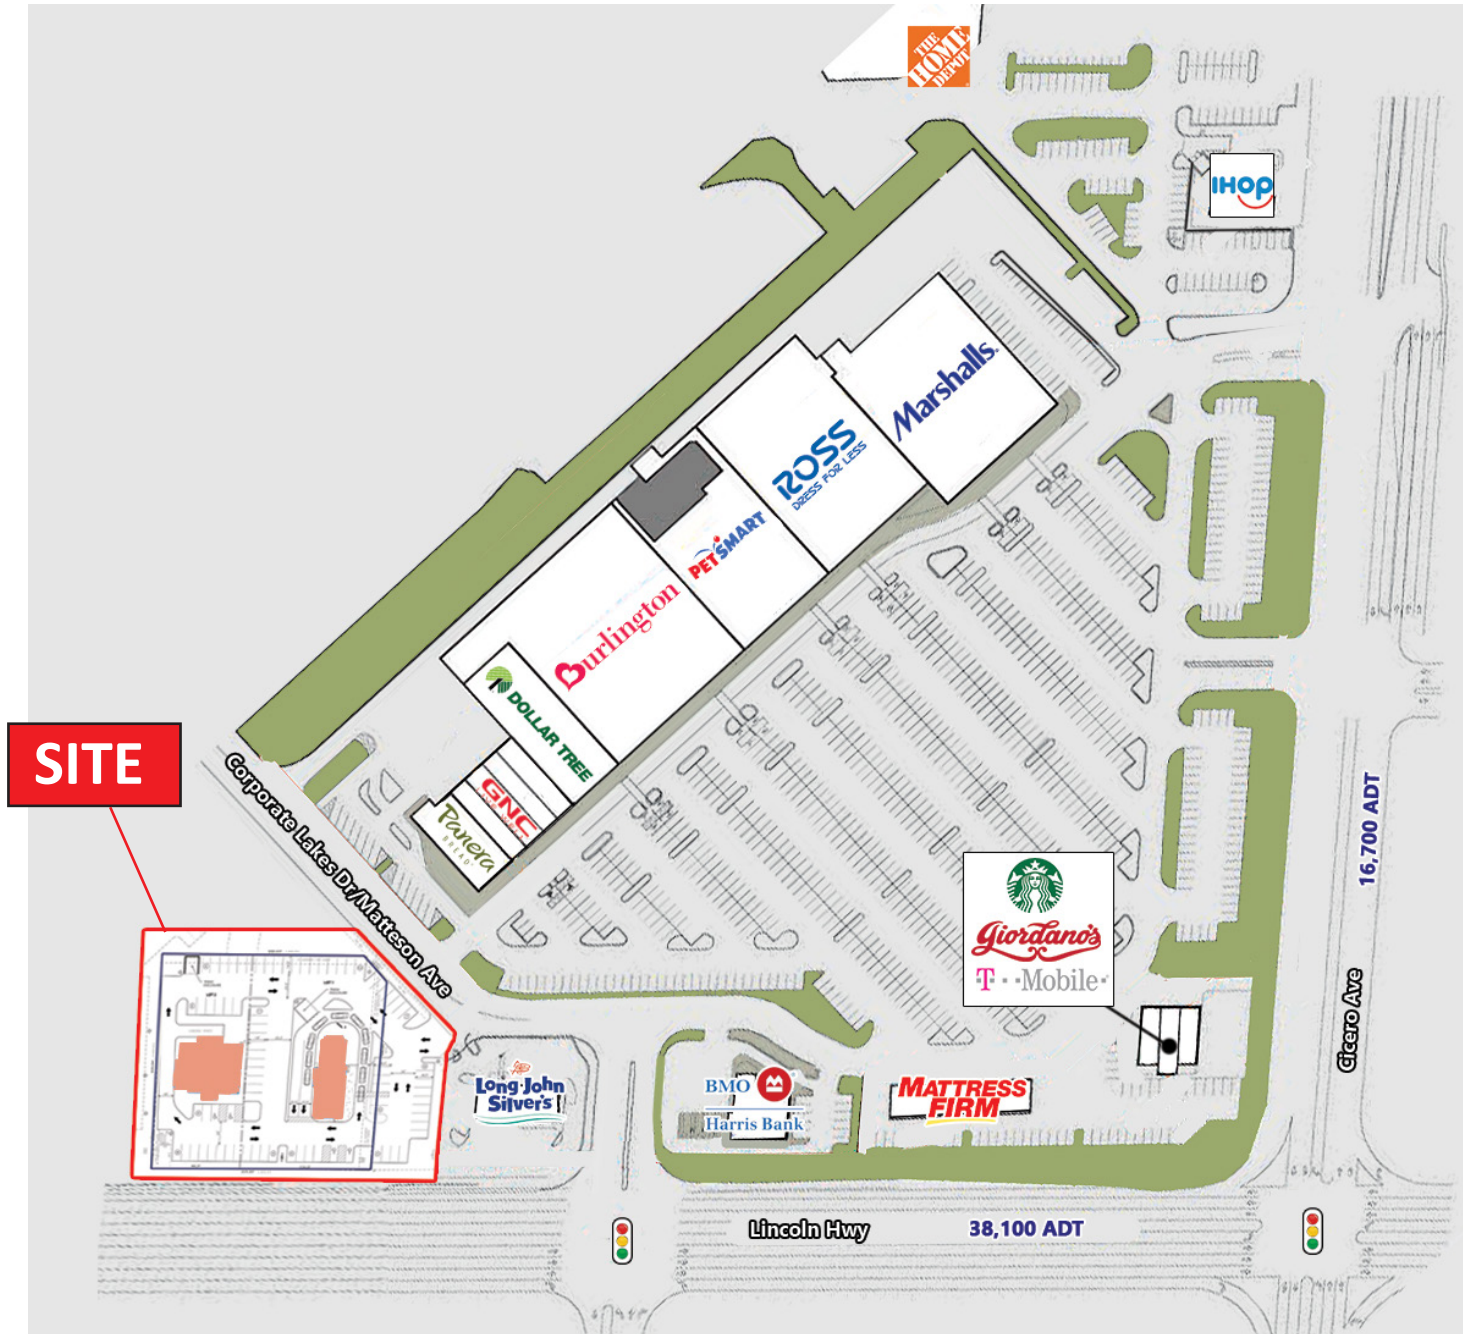 THE
HOME
DEPOT
IHOP
Marshalls.
ROSS
DRESS FOR LESS
PETSMART
Burlington
DOLLAR TREE
GNC
LIVE WELL
Panera
BREAD
SITE
Corporate Lakes Dr/Matteson Ave
16,700 ADT
Cicero Ave
Giordano's
T··Mobile·
Long John
Silver's
BMO
Harris Bank
MATTRESS
FIRM
Lincoln Hwy
38,100 ADT